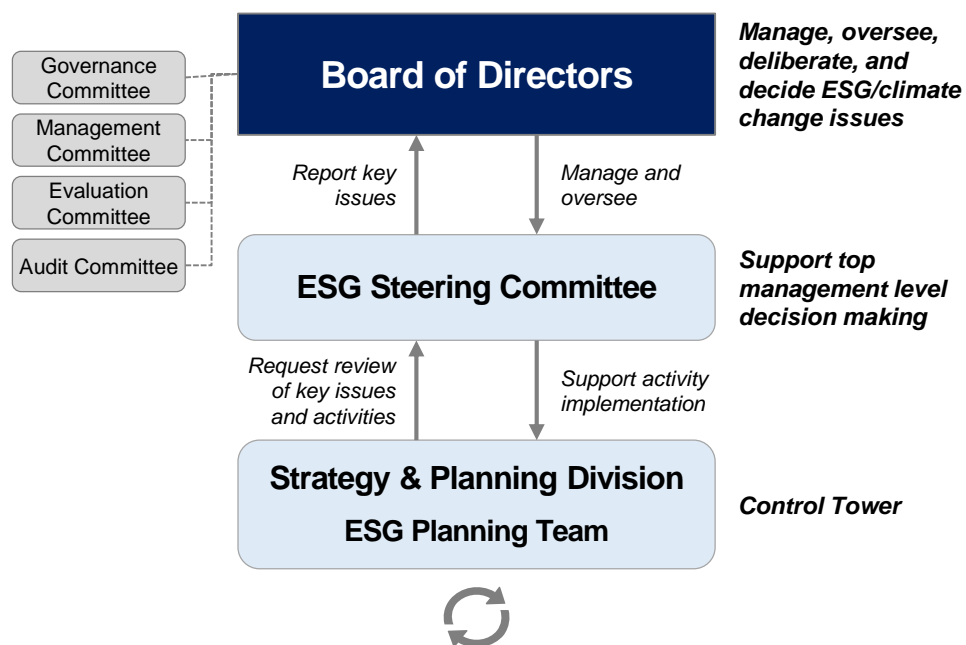 Governance
Committee
Management
Committee
Evaluation
Committee
Audit Committee
Board of Directors
Manage, oversee,
deliberate, and
decide ESG/climate
change issues
Report key
issues
Manage and
oversee
ESG Steering Committee
Support top
management level
decision making
Request review
of key issues
and activities
Support activity
implementation
Strategy & Planning Division
ESG Planning Team
Control Tower